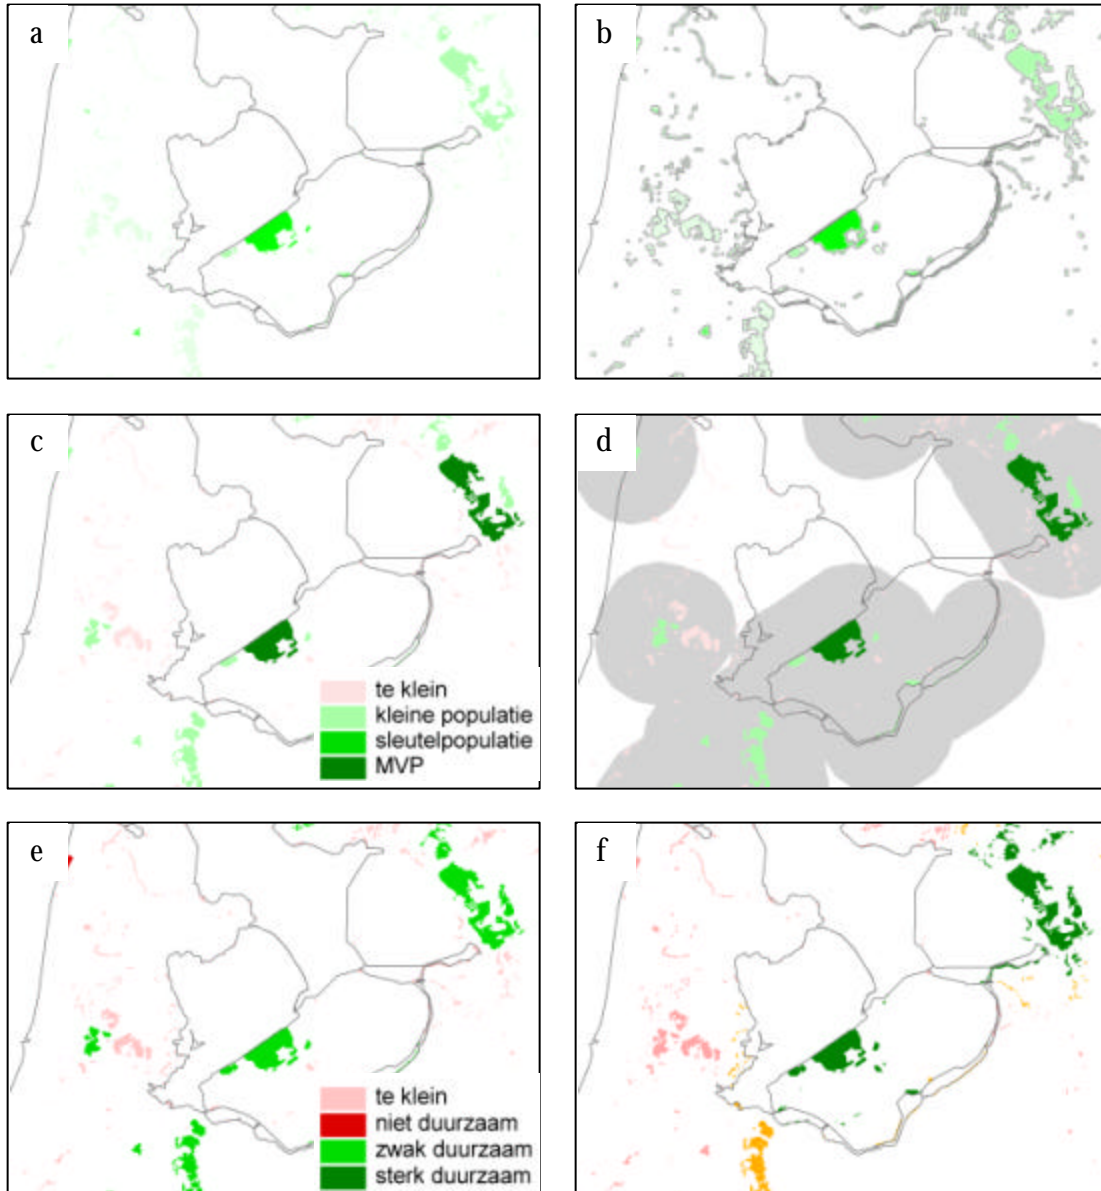 a
b
c
te klein
kleine populatie
sleutelpopulatie
MVP
d
e
te klein
niet duurzaam
zwak duurzaam
sterk duurzaam
f